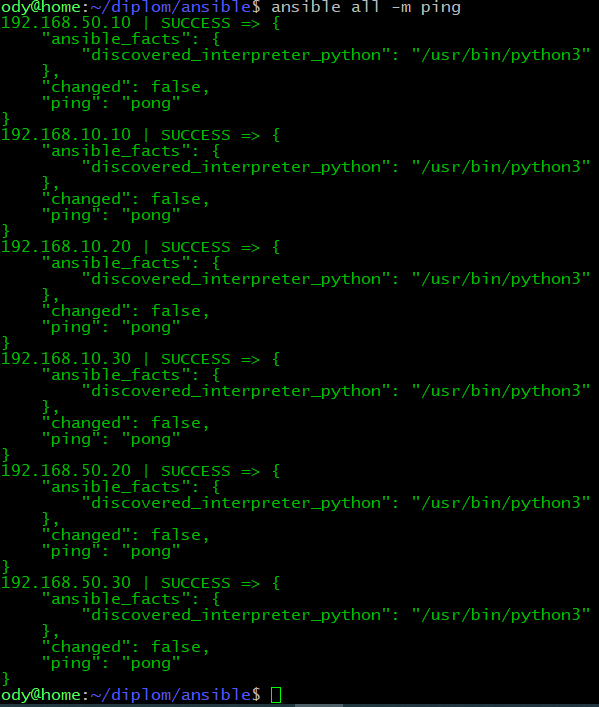 ody@home:~/diplom/ansible$ ansible all -m ping
192.168.50.10 | SUCCESS => {
    "ansible_facts": {
        "discovered_interpreter_python": "/usr/bin/python3"
    },
    "changed": false,
    "ping": "pong"
}
192.168.10.10 | SUCCESS => {
    "ansible_facts": {
        "discovered_interpreter_python": "/usr/bin/python3"
    },
    "changed": false,
    "ping": "pong"
}
192.168.10.20 | SUCCESS => {
    "ansible_facts": {
        "discovered_interpreter_python": "/usr/bin/python3"
    },
    "changed": false,
    "ping": "pong"
}
192.168.10.30 | SUCCESS => {
    "ansible_facts": {
        "discovered_interpreter_python": "/usr/bin/python3"
    },
    "changed": false,
    "ping": "pong"
}
192.168.50.20 | SUCCESS => {
    "ansible_facts": {
        "discovered_interpreter_python": "/usr/bin/python3"
    },
    "changed": false,
    "ping": "pong"
}
192.168.50.30 | SUCCESS => {
    "ansible_facts": {
        "discovered_interpreter_python": "/usr/bin/python3"
    },
    "changed": false,
    "ping": "pong"
}
ody@home:~/diplom/ansible$